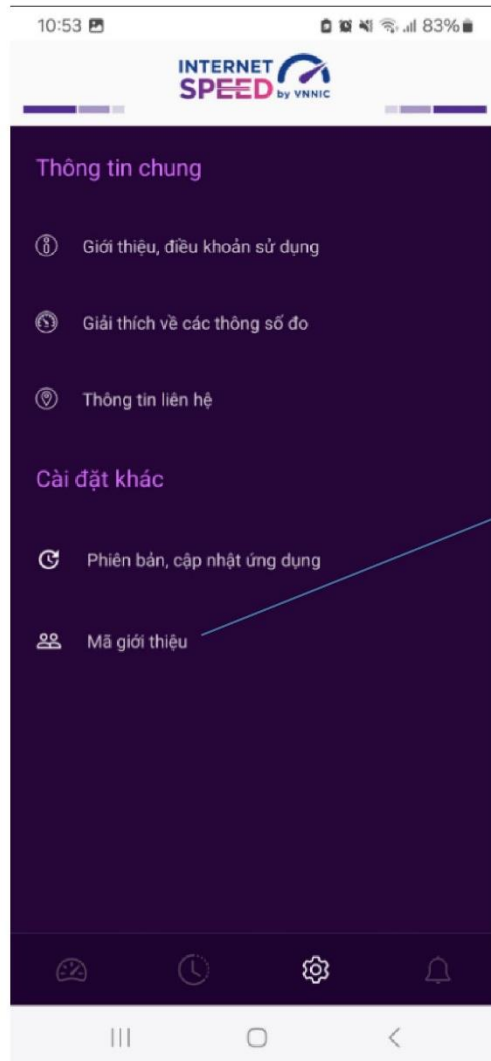 10:53
83%
INTERNET
SPEED by VNNIC
Thông tin chung
Giới thiệu, điều khoản sử dụng
Giải thích về các thông số đo
Thông tin liên hệ
Cài đặt khác
Phiên bản, cập nhật ứng dụng
Mã giới thiệu